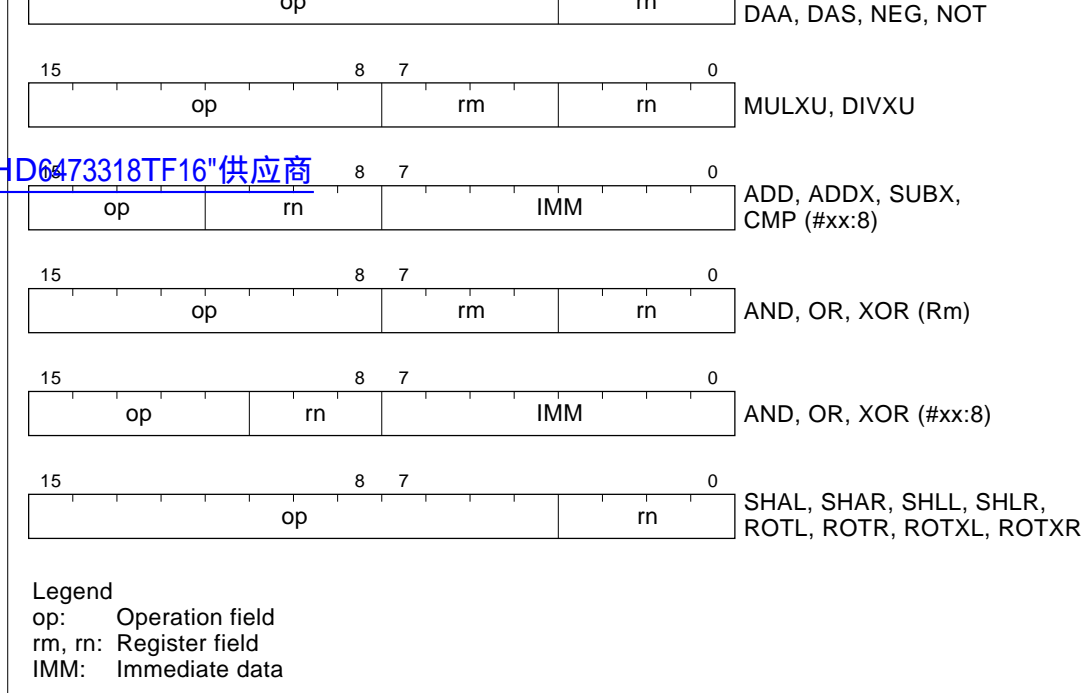 op rn
DAA, DAS, NEG, NOT
15 8 7 0
op rm rn MULXU, DIVXU
HD6473318TF16"供应商
15 8 7 0
op rn IMM ADD, ADDX, SUBX,
CMP (#xx:8)
15 8 7 0
op rm rn AND, OR, XOR (Rm)
15 8 7 0
op rn IMM AND, OR, XOR (#xx:8)
15 8 7 0
op rn SHAL, SHAR, SHLL, SHLR,
ROTL, ROTR, ROTXL, ROTXR
Legend
op: Operation field
rm, rn: Register field
IMM: Immediate data